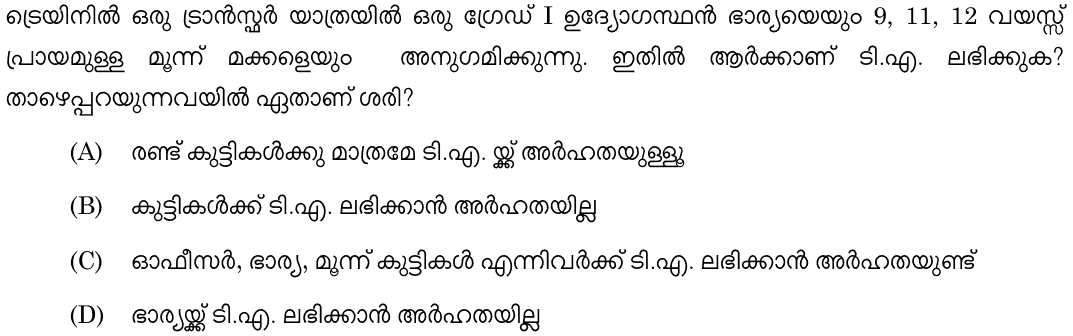 ട്രെയിനിൽ ഒരു ട്രാൻസ്ഫർ യാത്രയിൽ ഒരു ഗ്രേഡ് I ഉദ്യോഗസ്ഥൻ ഭാര്യയെയും 9, 11, 12 വയസ്സ്
പ്രായമുള്ള മൂന്ന് മക്കളെയും അനുഗമിക്കുന്നു. ഇതിൽ ആർക്കാണ് ടി.എ. ലഭിക്കുക?
താഴെപ്പറയുന്നവയിൽ ഏതാണ് ശരി?
(A) രണ്ട് കുട്ടികൾക്കു മാത്രമേ ടി.എ. യ്ക്ക് അർഹതയുള്ളൂ
(B) കുട്ടികൾക്ക് ടി.എ. ലഭിക്കാൻ അർഹതയില്ല
(C) ഓഫീസർ, ഭാര്യ, മൂന്ന് കുട്ടികൾ എന്നിവർക്ക് ടി.എ. ലഭിക്കാൻ അർഹതയുണ്ട്
(D) ഭാര്യയ്ക്ക് ടി.എ. ലഭിക്കാൻ അർഹതയില്ല